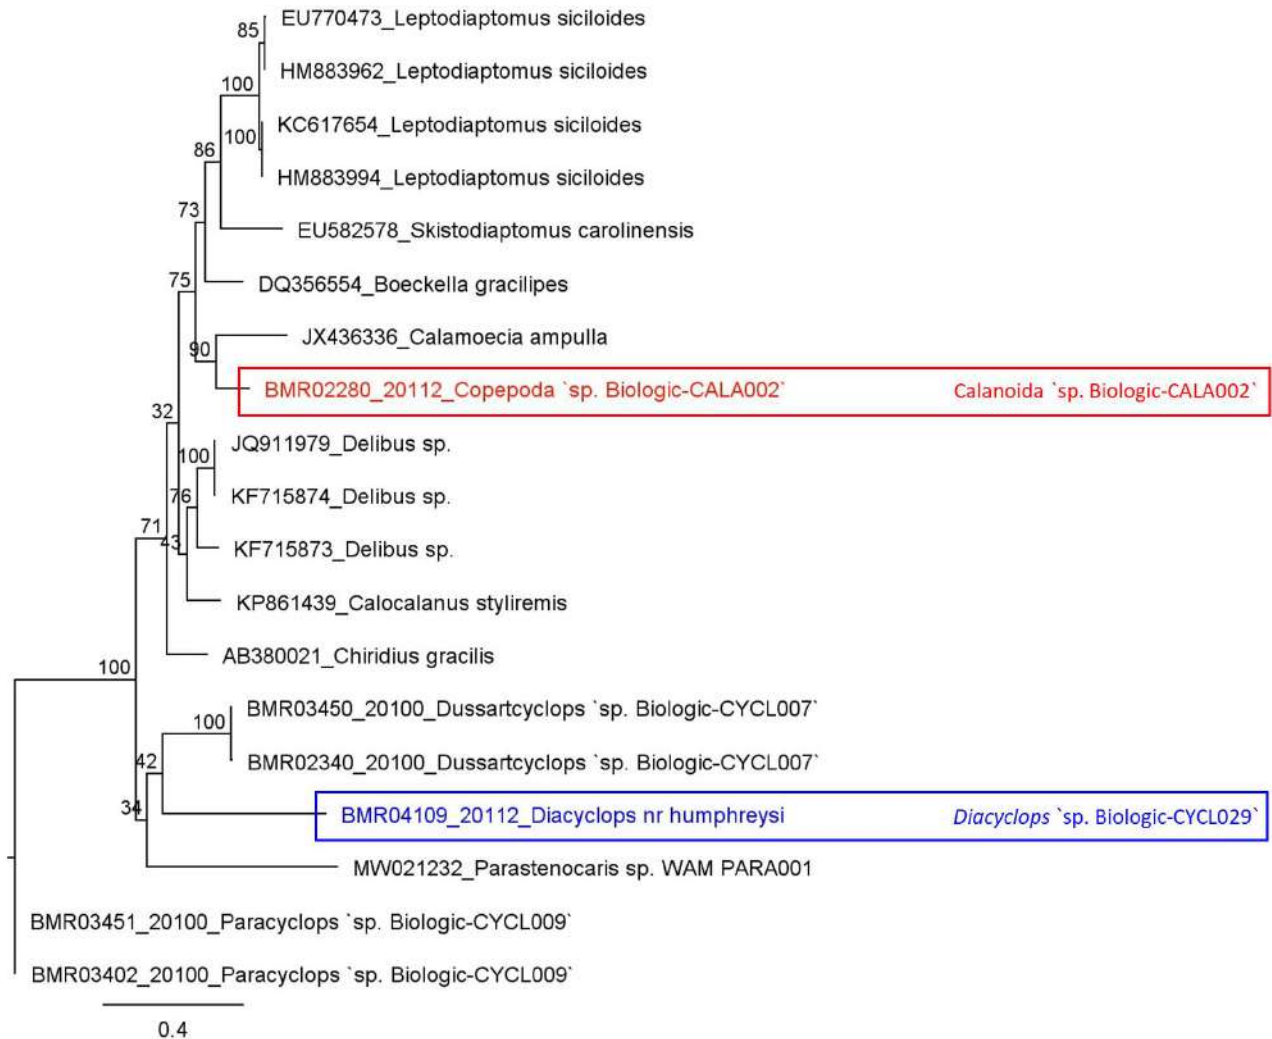 EU770473_Leptodiaptomus siciloides
85
HM883962_Leptodiaptomus siciloides
100
KC617654_Leptodiaptomus siciloides
100
86
HM883994_Leptodiaptomus siciloides
73
EU582578_Skistodiaptomus carolinensis
75
DQ356554_Boeckella gracilipes
JX436336_Calamoecia ampulla
90
BMR02280_20112_Copepoda `sp. Biologic-CALA002` Calanoida `sp. Biologic-CALA002`
32
JQ911979_Delibus sp.
100
76
KF715874_Delibus sp.
71
43
KF715873_Delibus sp.
KP861439_Calocalanus styliremis
AB380021_Chiridius gracilis
100
BMR03450_20100_Dussartcyclops `sp. Biologic-CYCL007`
100
42
BMR02340_20100_Dussartcyclops `sp. Biologic-CYCL007`
34
BMR04109_20112_Diacyclops nr humphreysi Diacyclops `sp. Biologic-CYCL029`
MW021232_Parastenocaris sp. WAM PARA001
BMR03451_20100_Paracyclops `sp. Biologic-CYCL009`
BMR03402_20100_Paracyclops `sp. Biologic-CYCL009`
0.4